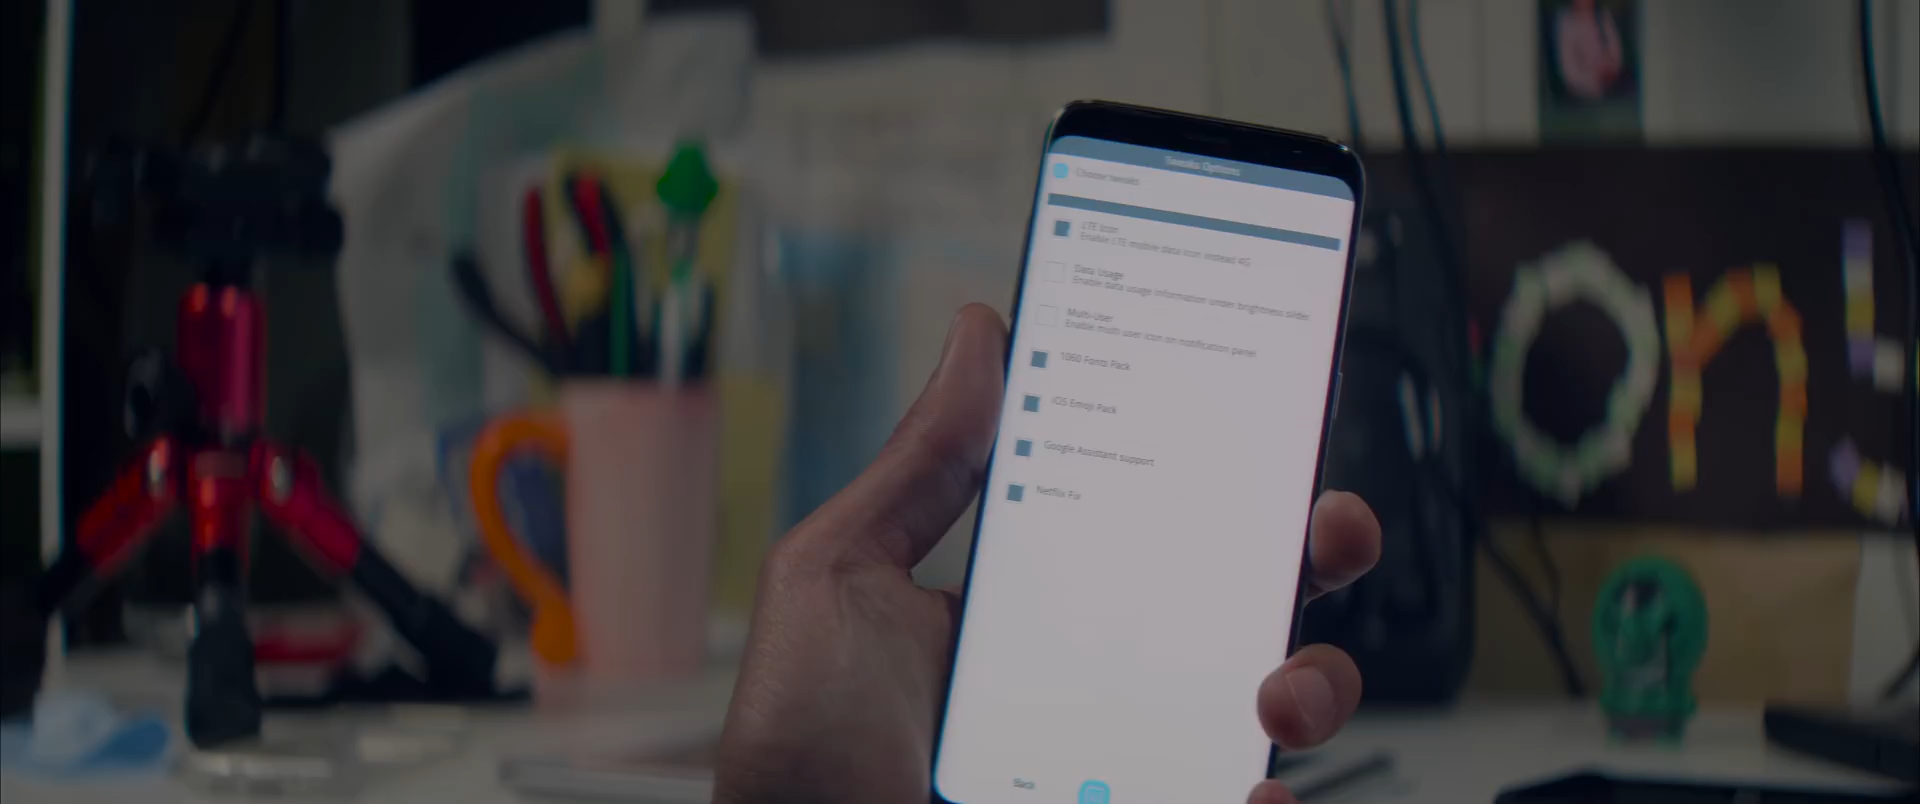 Tweaks Options
Choose tweaks
LTE Icon
Enable LTE mobile data icon instead 4G
Data Usage
Enable data usage information under brightness slider
Multi-User
Enable multi user icon on notification panel
1000 Fonts Pack
iOS Emoji Pack
Google Assistant support
Netflix Fix
Back
on